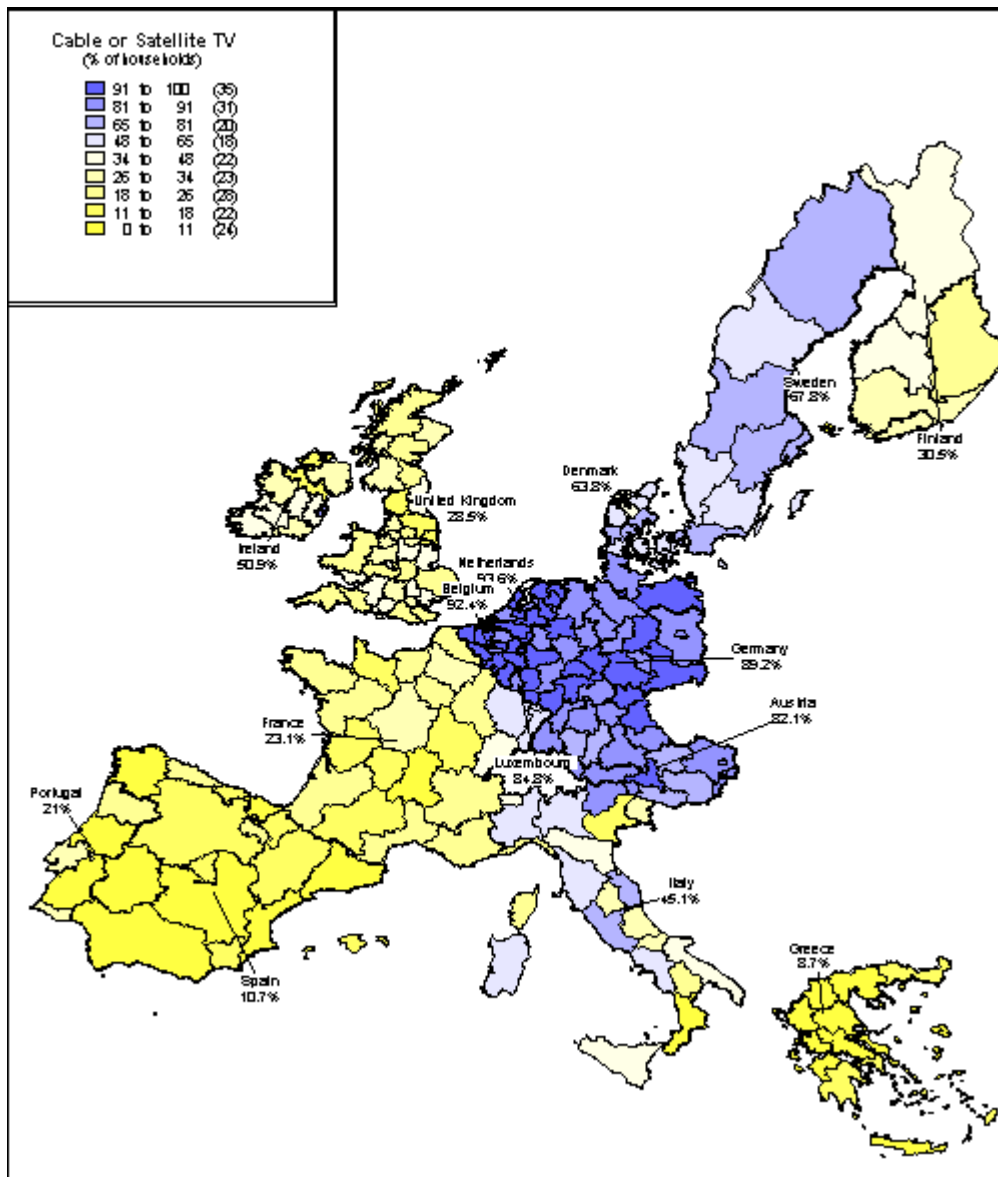 Cable or Satellite TV
(% of households)
91 to 100 (35)
81 to 91 (31)
65 to 81 (20)
48 to 65 (18)
34 to 48 (22)
26 to 34 (23)
18 to 26 (28)
11 to 18 (22)
0 to 11 (24)
Sweden
67.8%
Finland
30.5%
Denmark
63.8%
United Kingdom
28.5%
Ireland
50.9%
Netherlands
Belgium
92.4%
Germany
89.2%
Austria
82.1%
France
23.1%
Luxembourg
84.8%
Portugal
21%
Italy
45.1%
Greece
8.7%
Spain
10.7%